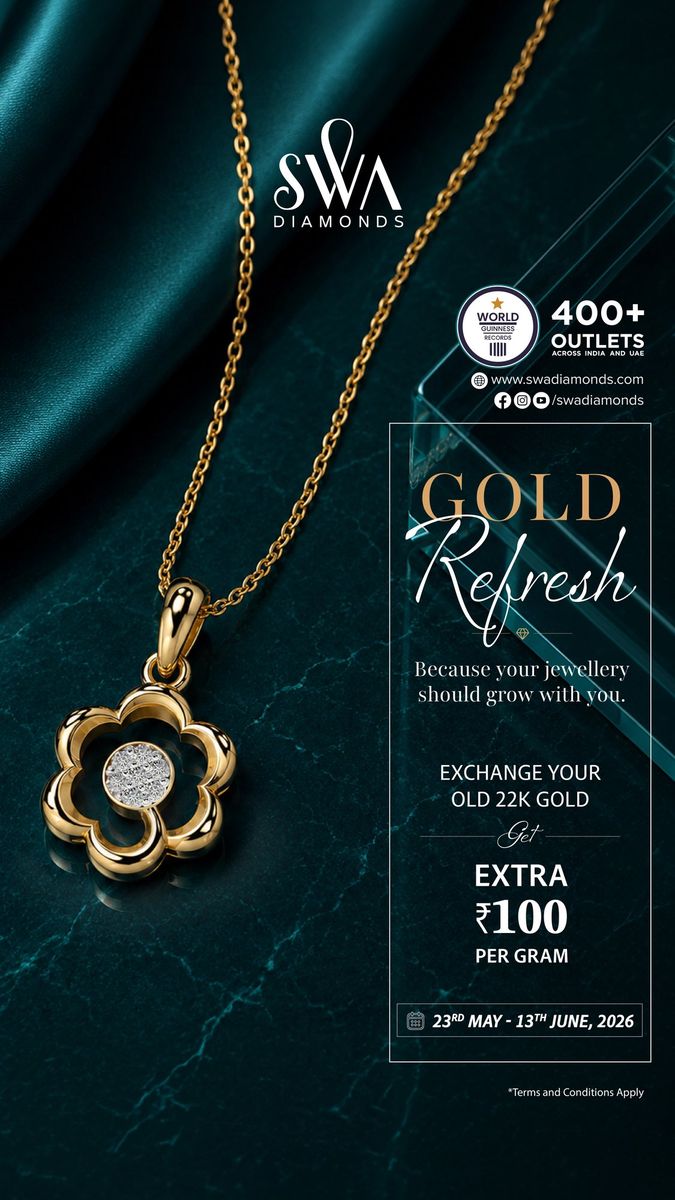 SWA
DIAMONDS
WORLD
GUINNESS
RECORDS
400+
OUTLETS
ACROSS INDIA AND UAE
www.swadiamonds.com
/swadiamonds
GOLD
Refresh
Because your jewellery
should grow with you.
EXCHANGE YOUR
OLD 22K GOLD
Get
EXTRA
₹100
PER GRAM
23RD MAY - 13TH JUNE, 2026
*Terms and Conditions Apply